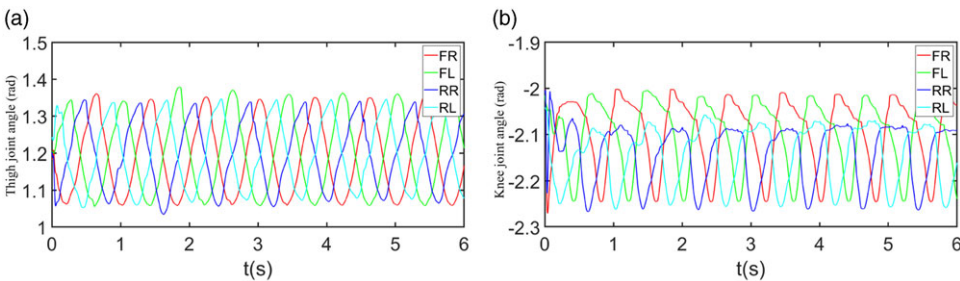 (a)
1.5
1.4
1.3
1.2
1.1
1
Thigh joint angle (rad)
0 1 2 3 4 5 6
t(s)
FR
FL
RR
RL
(b)
-1.9
-2
-2.1
-2.2
-2.3
Knee joint angle (rad)
0 1 2 3 4 5 6
t(s)
FR
FL
RR
RL